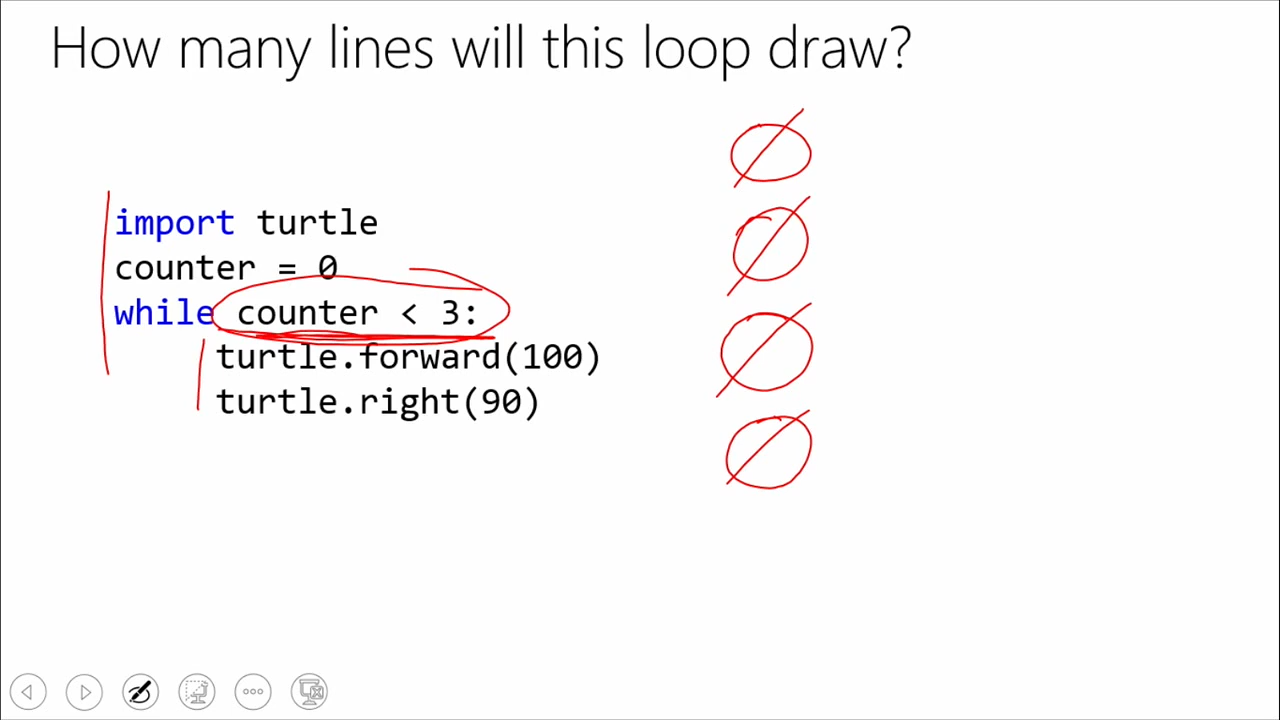 How many lines will this loop draw?
import turtle
counter = 0
while counter < 3:
turtle.forward(100)
turtle.right(90)
Ø
Ø
Ø
Ø